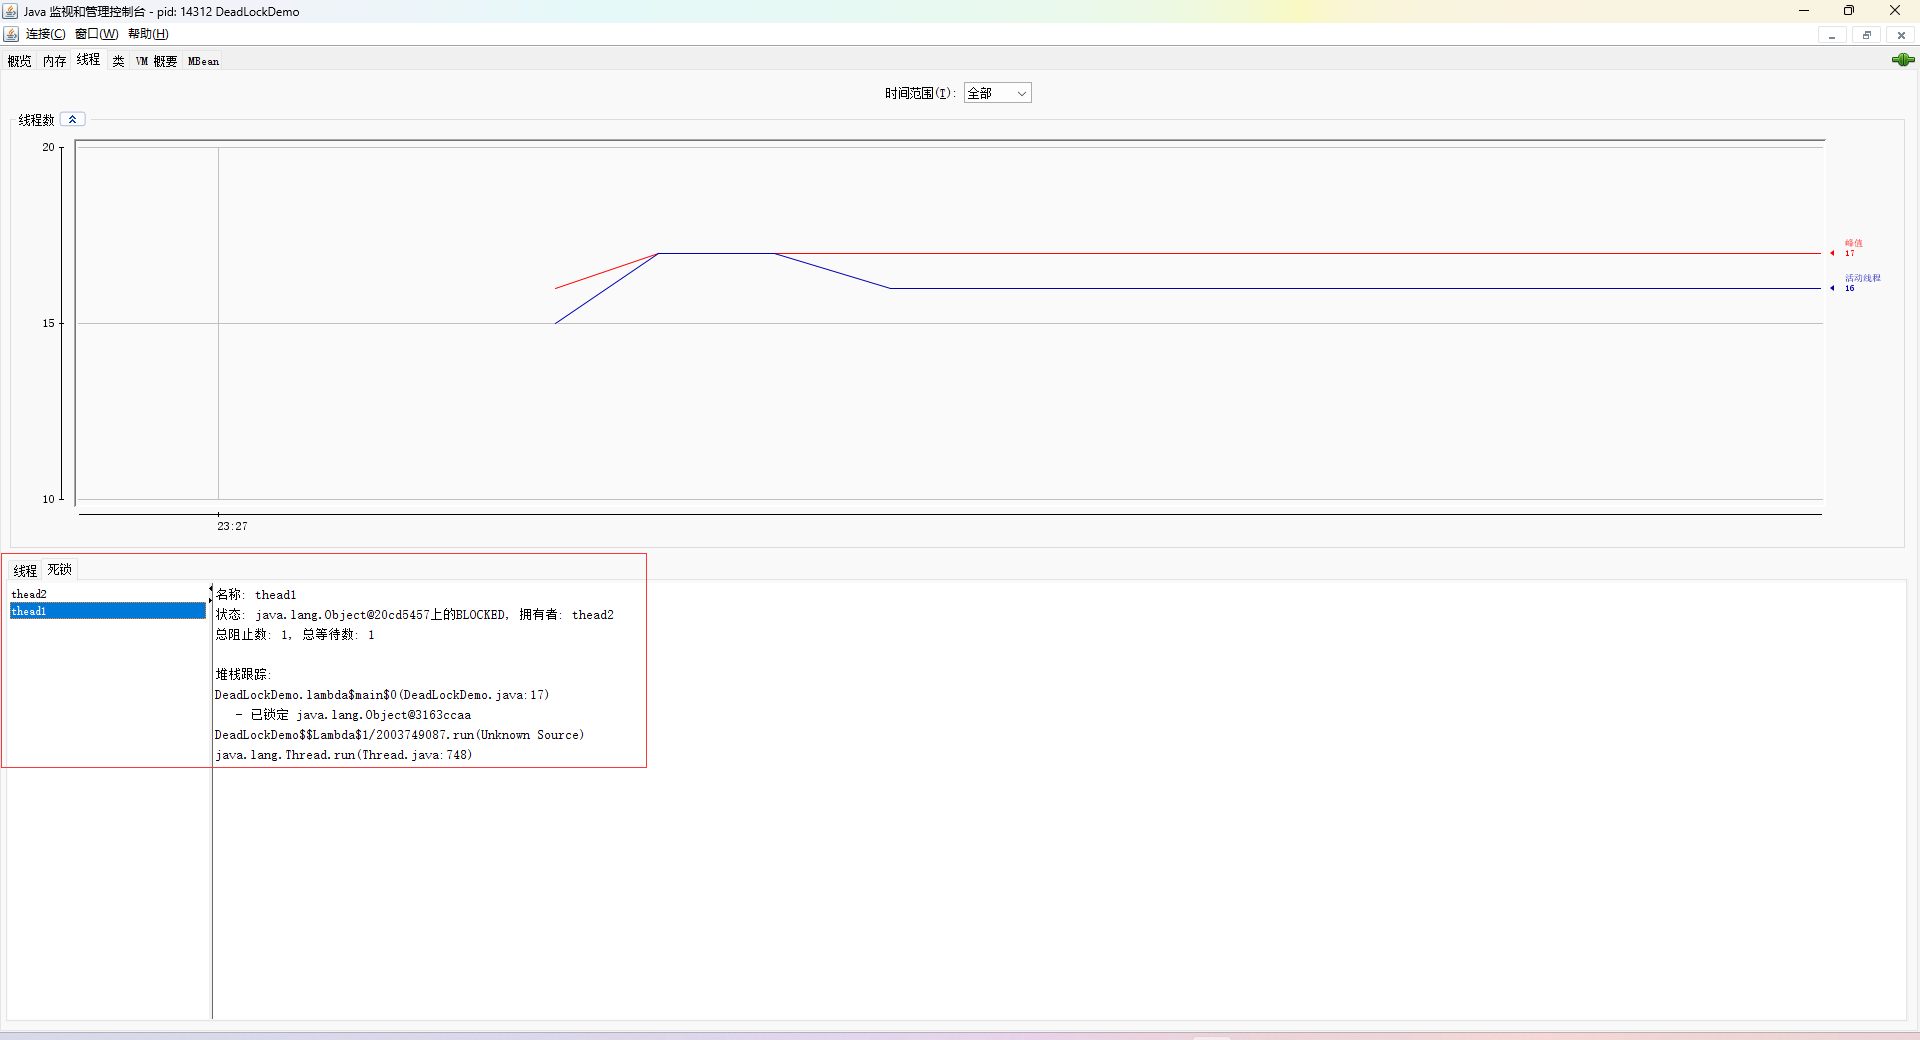 Java 监视和管理控制台 - pid: 14312 DeadLockDemo
连接(C) 窗口(W) 帮助(H)
概览 内存 线程 类 VM 概要 MBean
时间范围(T): 全部
线程数
20
峰值
17
活动线程
16
15
10
23:27
线程 死锁
thead2
thead1
名称: thead1
状态: java.lang.Object@20cd5457上的BLOCKED, 拥有者: thead2
总阻止数: 1, 总等待数: 1
堆栈跟踪:
DeadLockDemo.lambda$main$0(DeadLockDemo.java:17)
- 已锁定 java.lang.Object@3163ccaa
DeadLockDemo$$Lambda$1/2003749087.run(Unknown Source)
java.lang.Thread.run(Thread.java:748)